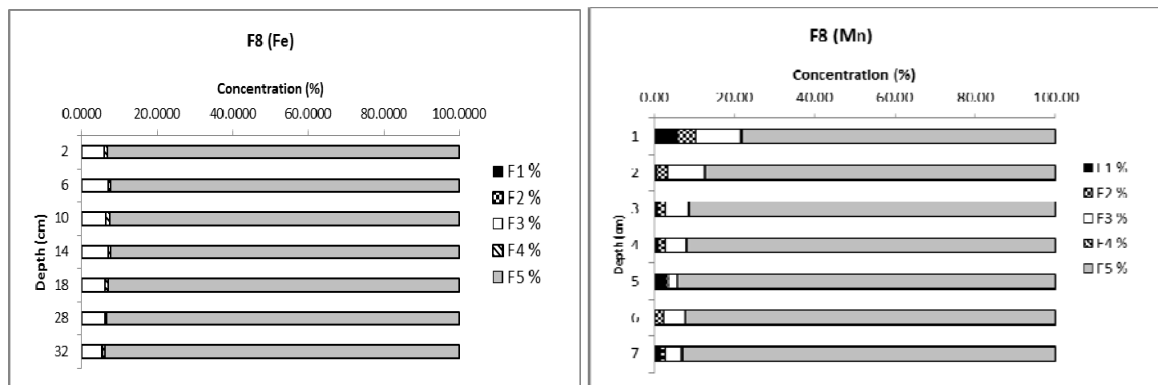 F8 (Fe)
Concentration (%)
0.0000 20.0000 40.0000 60.0000 80.0000 100.0000
2
6
10
14
18
28
32
Depth (cm)
F1 %
F2 %
F3 %
F4 %
F5 %
F8 (Mn)
Concentration (%)
0.00 20.00 40.00 60.00 80.00 100.00
1
2
3
4
5
6
7
Depth (cm)
F1 %
F2 %
F3 %
F4 %
F5 %